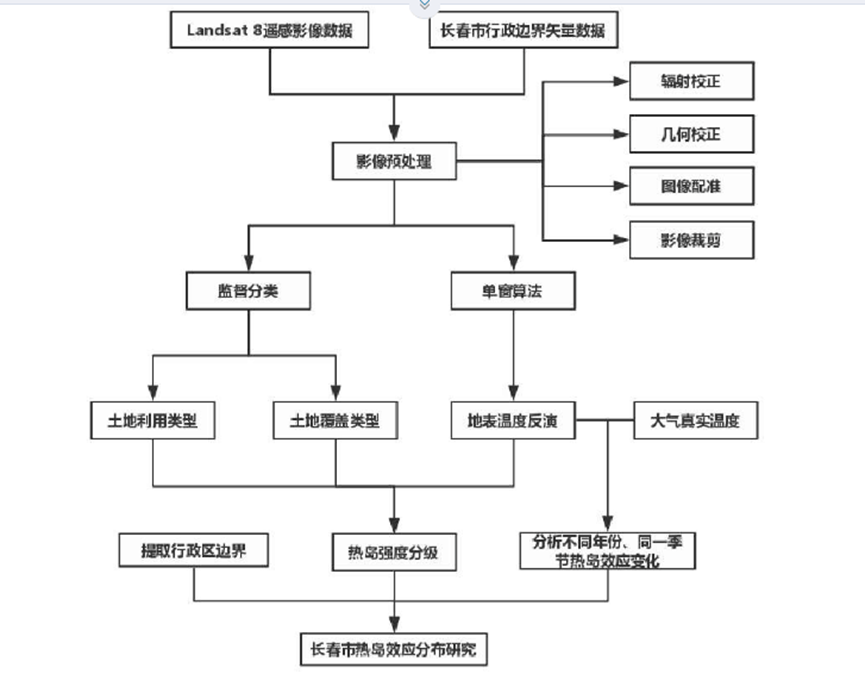 Landsat 8遥感影像数据
长春市行政边界矢量数据
辐射校正
几何校正
影像预处理
图像配准
影像裁剪
监督分类
单窗算法
土地利用类型
土地覆盖类型
地表温度反演
大气真实温度
提取行政区边界
热岛强度分级
分析不同年份、同一季
节热岛效应变化
长春市热岛效应分布研究